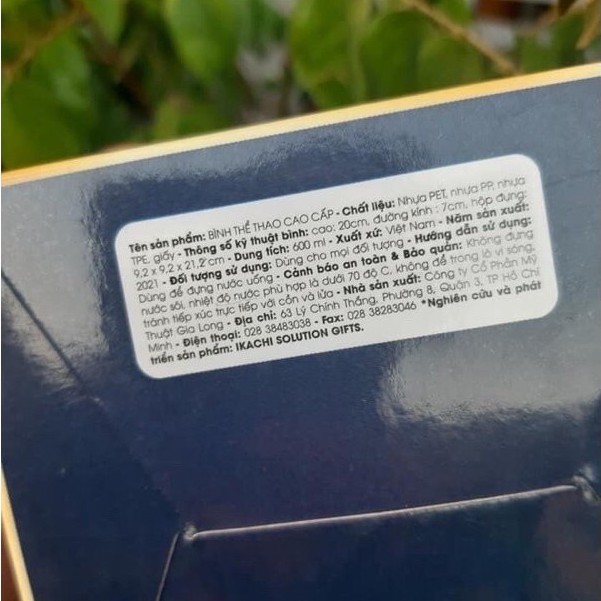 Tên sản phẩm: BÌNH THỂ THAO CAO CẤP - Chất liệu: Nhựa PET, nhựa PP, nhựa
TPE, giấy - Thông số kỹ thuật bình: cao: 20cm, đường kính : 7cm, hộp đựng:
9,2 x 9,2 x 21,2 cm - Dung tích: 600 ml - Xuất xứ: Việt Nam - Năm sản xuất:
2021 - Đối tượng sử dụng: Dùng cho mọi đối tượng - Hướng dẫn sử dụng:
Dùng để đựng nước uống - Cảnh báo an toàn & Bảo quản: Không đựng
nước sôi, nhiệt độ nước phù hợp là dưới 70 độ C, không để trong lò vi sóng,
tránh tiếp xúc trực tiếp với cồn và lửa - Nhà sản xuất: Công ty Cổ Phần Mỹ
Thuật Gia Long - Địa chỉ: 63 Lý Chính Thắng, Phường 8, Quận 3, TP Hồ Chí
Minh - Điện thoại: 028 38483038 - Fax: 028 38283046 *Nghiên cứu và phát
triển sản phẩm: IKACHI SOLUTION GIFTS.